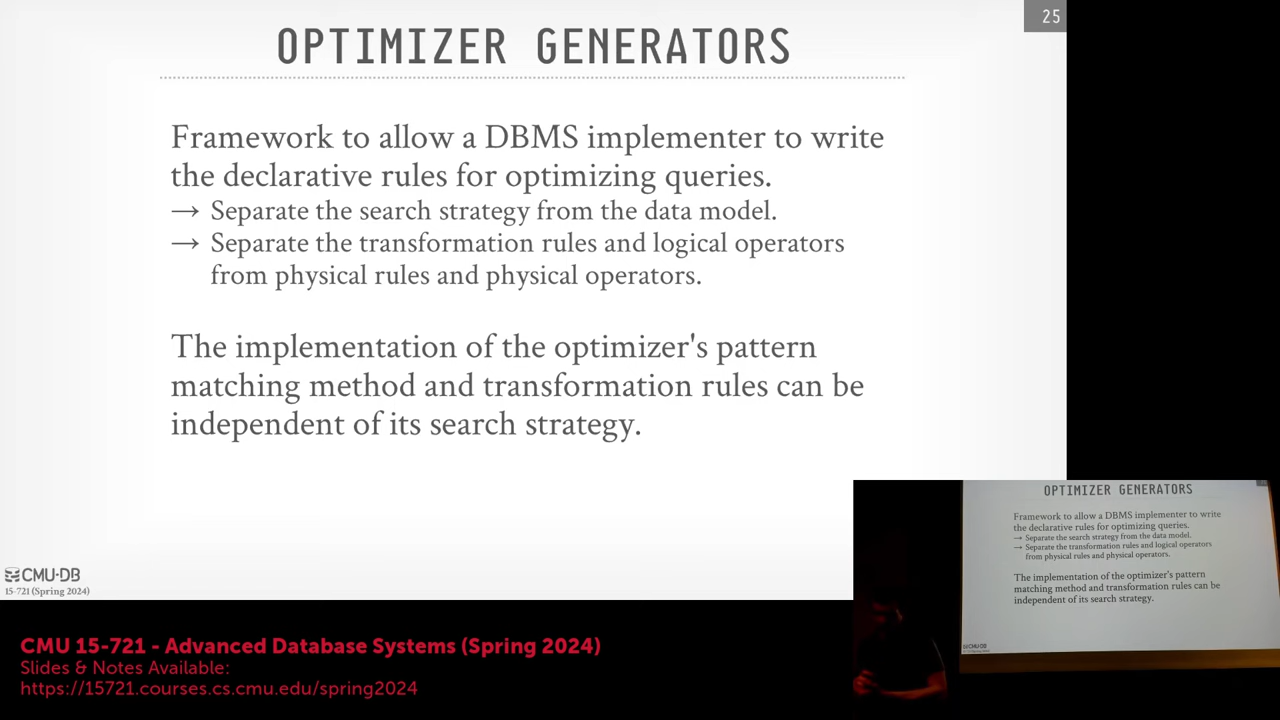 25
OPTIMIZER GENERATORS
Framework to allow a DBMS implementer to write
the declarative rules for optimizing queries.
→ Separate the search strategy from the data model.
→ Separate the transformation rules and logical operators
from physical rules and physical operators.
The implementation of the optimizer's pattern
matching method and transformation rules can be
independent of its search strategy.
CMU·DB
15-721 (Spring 2024)
OPTIMIZER GENERATORS
Framework to allow a DBMS implementer to write
the declarative rules for optimizing queries.
→ Separate the search strategy from the data model.
→ Separate the transformation rules and logical operators
from physical rules and physical operators.
The implementation of the optimizer's pattern
matching method and transformation rules can be
independent of its search strategy.
CMU·DB
CMU 15-721 - Advanced Database Systems (Spring 2024)
Slides & Notes Available:
https://15721.courses.cs.cmu.edu/spring2024